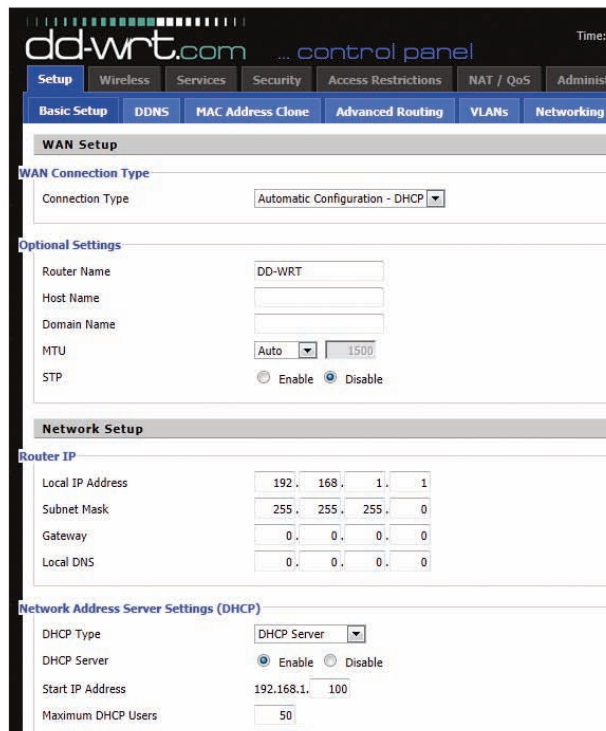 Time:
dd-wrt.com ... control panel
Setup Wireless Services Security Access Restrictions NAT / QoS Adminis
Basic Setup DDNS MAC Address Clone Advanced Routing VLANs Networking
WAN Setup
WAN Connection Type
Connection Type Automatic Configuration - DHCP
Optional Settings
Router Name DD-WRT
Host Name
Domain Name
MTU Auto 1500
STP Enable Disable
Network Setup
Router IP
Local IP Address 192. 168. 1. 1
Subnet Mask 255. 255. 255. 0
Gateway 0. 0. 0. 0
Local DNS 0. 0. 0. 0
Network Address Server Settings (DHCP)
DHCP Type DHCP Server
DHCP Server Enable Disable
Start IP Address 192.168.1. 100
Maximum DHCP Users 50